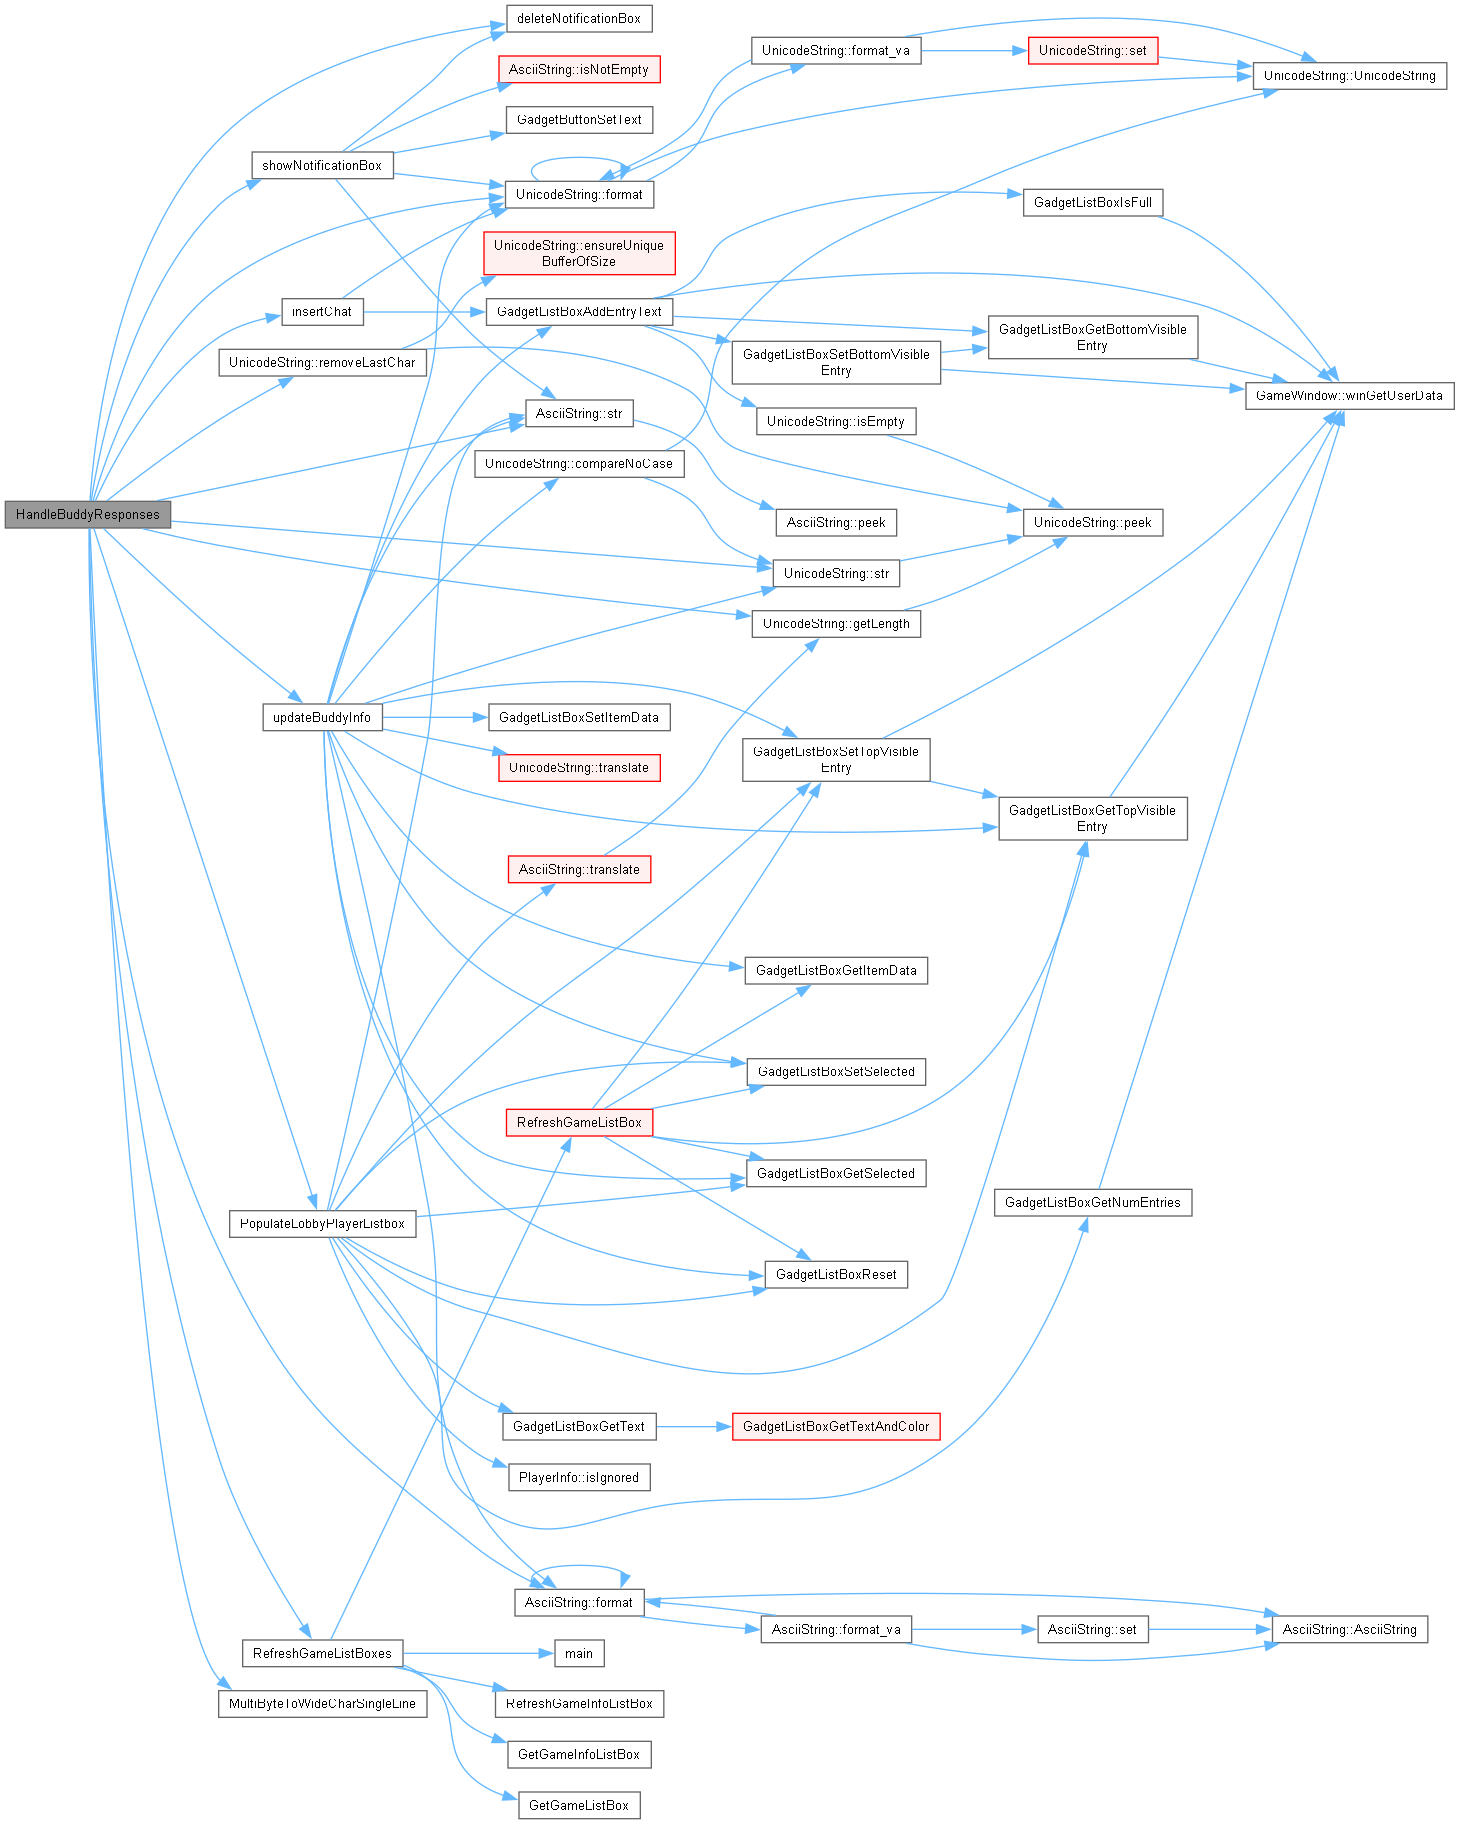 deleteNotificationBox
UnicodeString::format_va
UnicodeString::set
AsciiString::isNotEmpty
UnicodeString::UnicodeString
GadgetButtonSetText
showNotificationBox
UnicodeString::format
GadgetListBoxIsFull
UnicodeString::ensureUnique
BufferOfSize
insertChat
GadgetListBoxAddEntryText
GadgetListBoxGetBottomVisible
Entry
UnicodeString::removeLastChar
GadgetListBoxSetBottomVisible
Entry
GameWindow::winGetUserData
AsciiString::str
UnicodeString::isEmpty
UnicodeString::compareNoCase
HandleBuddyResponses
AsciiString::peek
UnicodeString::peek
UnicodeString::str
UnicodeString::getLength
updateBuddyInfo
GadgetListBoxSetItemData
GadgetListBoxSetTopVisible
Entry
UnicodeString::translate
GadgetListBoxGetTopVisible
Entry
AsciiString::translate
GadgetListBoxGetItemData
GadgetListBoxSetSelected
RefreshGameListBox
GadgetListBoxGetSelected
GadgetListBoxGetNumEntries
PopulateLobbyPlayerListbox
GadgetListBoxReset
GadgetListBoxGetText
GadgetListBoxGetTextAndColor
PlayerInfo::isIgnored
AsciiString::format
AsciiString::format_va
AsciiString::set
AsciiString::AsciiString
RefreshGameListBoxes
main
MultiByteToWideCharSingleLine
RefreshGameInfoListBox
GetGameInfoListBox
GetGameListBox